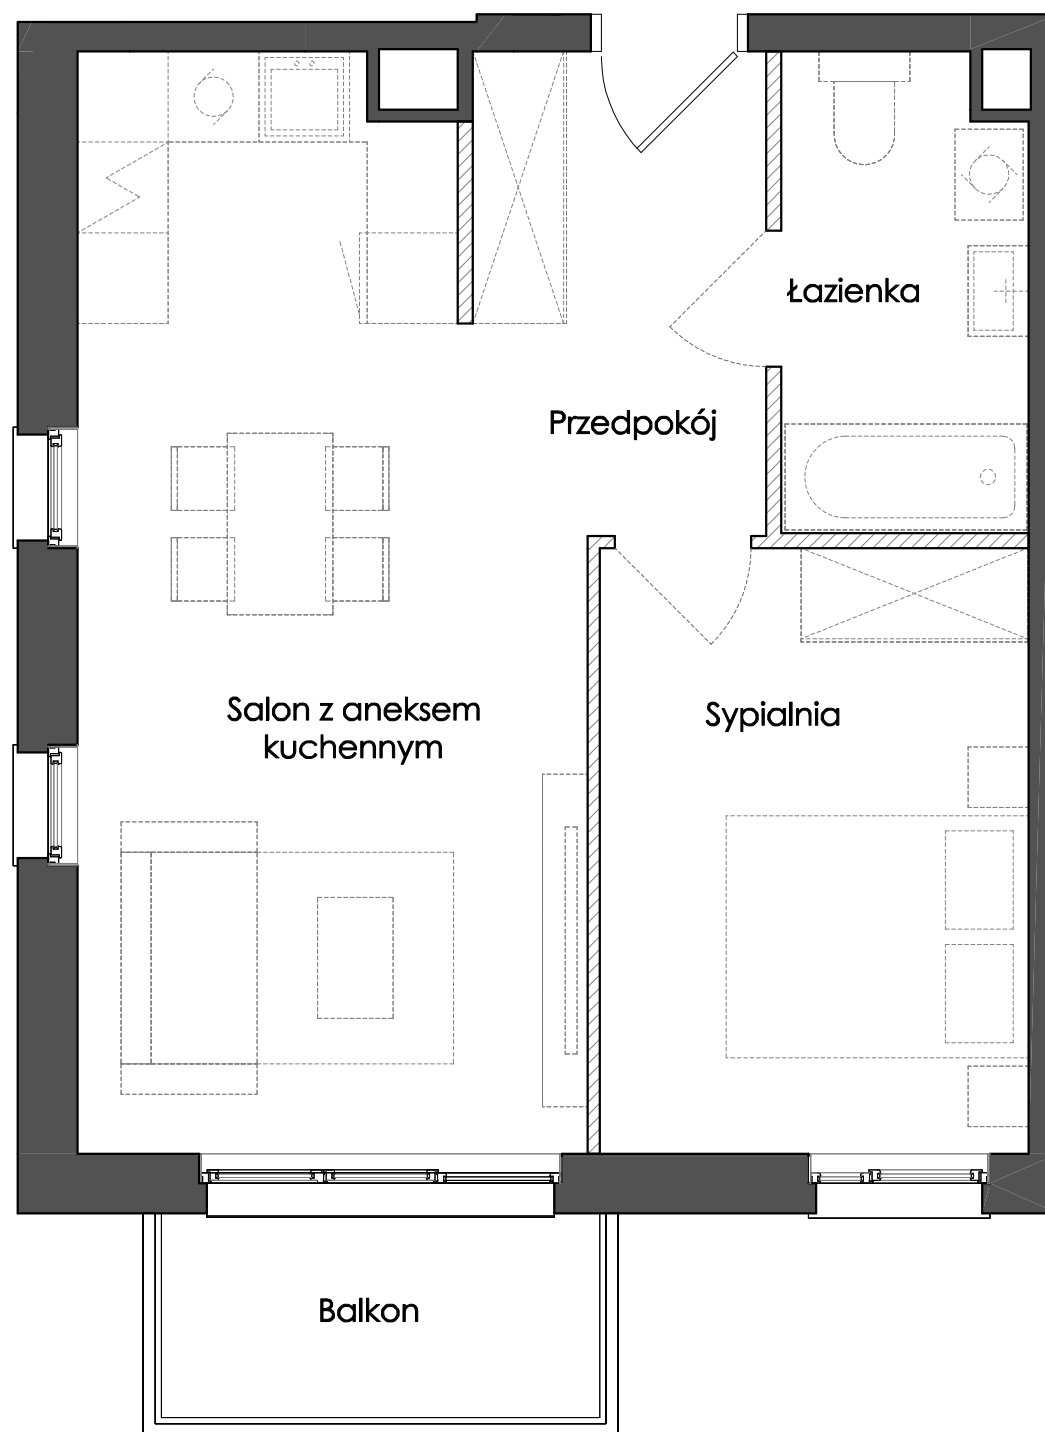 Łazienka
Przedpokój
Salon z aneksem
kuchennym
Sypialnia
Balkon